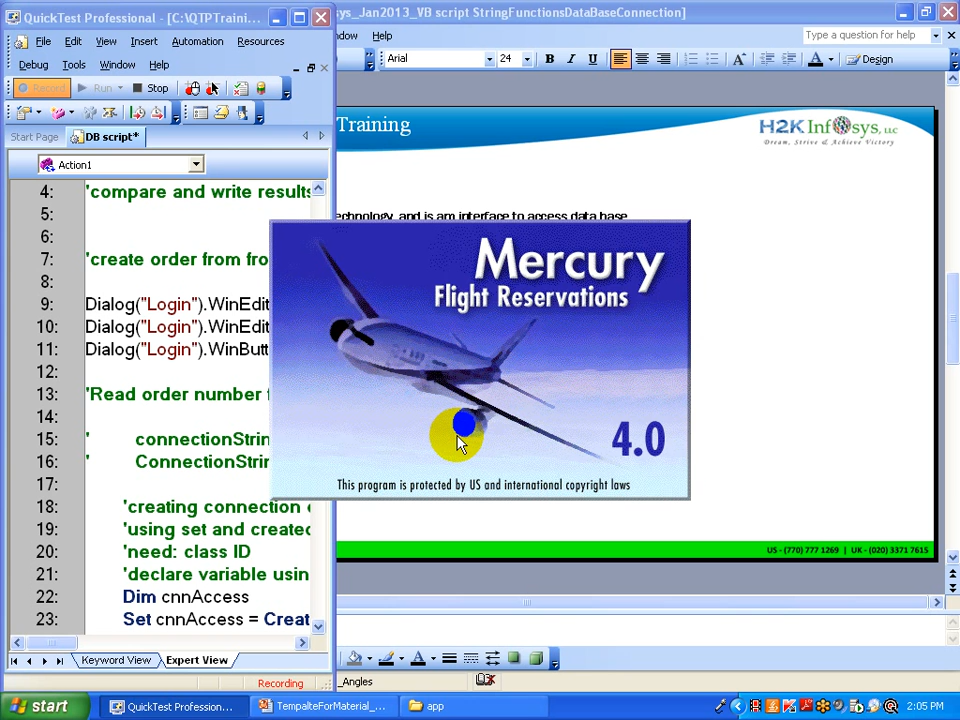 QuickTest Professional - [C:\QTPTraini...
sys_Jan2013_VB script StringFunctionsDataBaseConnection]
File Edit View Insert Automation Resources
Debug Tools Window Help
Help
Type a question for help
Record Run Stop
Arial 24 B I U A A Design
Start Page DB script*
Action1
Training
H2K Infosys, LLC
Dream, Strive & Achieve Victory
4: 'compare and write results
5:
6:
7: 'create order from fro
8:
9: Dialog("Login").WinEdit
10: Dialog("Login").WinEdit
11: Dialog("Login").WinButt
12:
13: 'Read order number f
14:
15: ' connectionStrin
16: ' ConnectionStrin
17:
18: 'creating connection
19: 'using set and created
20: 'need: class ID
21: 'declare variable usin
22: Dim cnnAccess
23: Set cnnAccess = Creat
echnology, and is am interface to access data base
Mercury
Flight Reservations
4.0
This program is protected by US and international copyright laws
US - (770) 777 1269 | UK - (020) 3371 7615
Keyword View Expert View
Recording
_Angles
start
QuickTest Profession...
TempalteForMaterial_...
app
2:05 PM